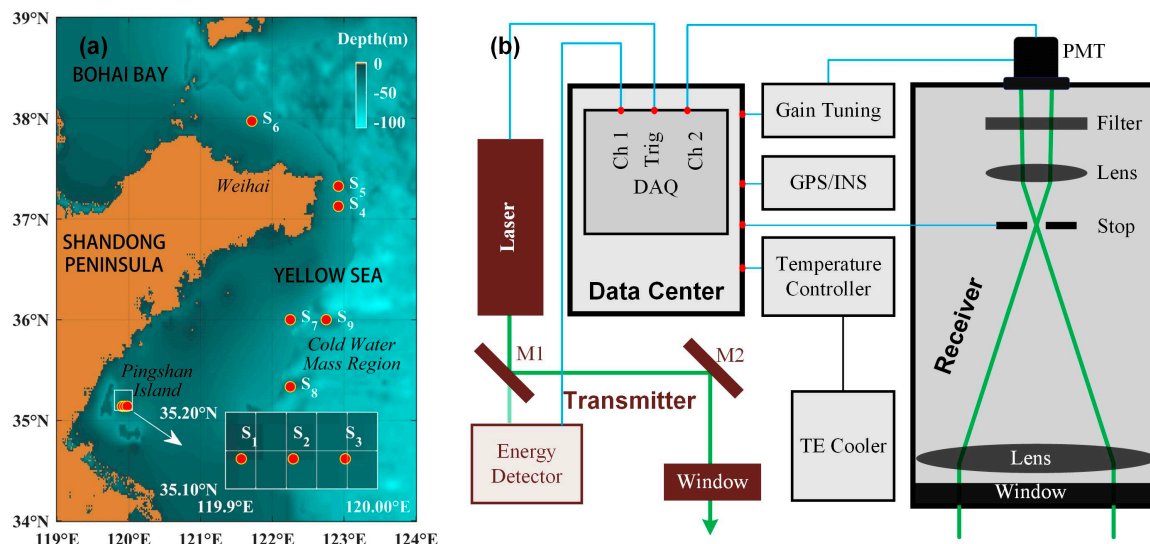 (a)
Depth(m)
0
-50
-100
BOHAI BAY
S6
Weihai
S5
S4
SHANDONG
PENINSULA
YELLOW SEA
S7
S9
Cold Water
Mass Region
Pingshan
Island
S8
35.20°N
S1
S2
S3
35.10°N
119.9°E
120.00°E
39°N
38°N
37°N
36°N
35°N
34°N
119°E
120°E
121°E
122°E
123°E
124°E
(b)
Laser
Ch 1
Trig
Ch 2
DAQ
Data Center
Gain Tuning
GPS/INS
Temperature
Controller
TE Cooler
M1
M2
Transmitter
Energy
Detector
Window
PMT
Filter
Lens
Stop
Receiver
Lens
Window